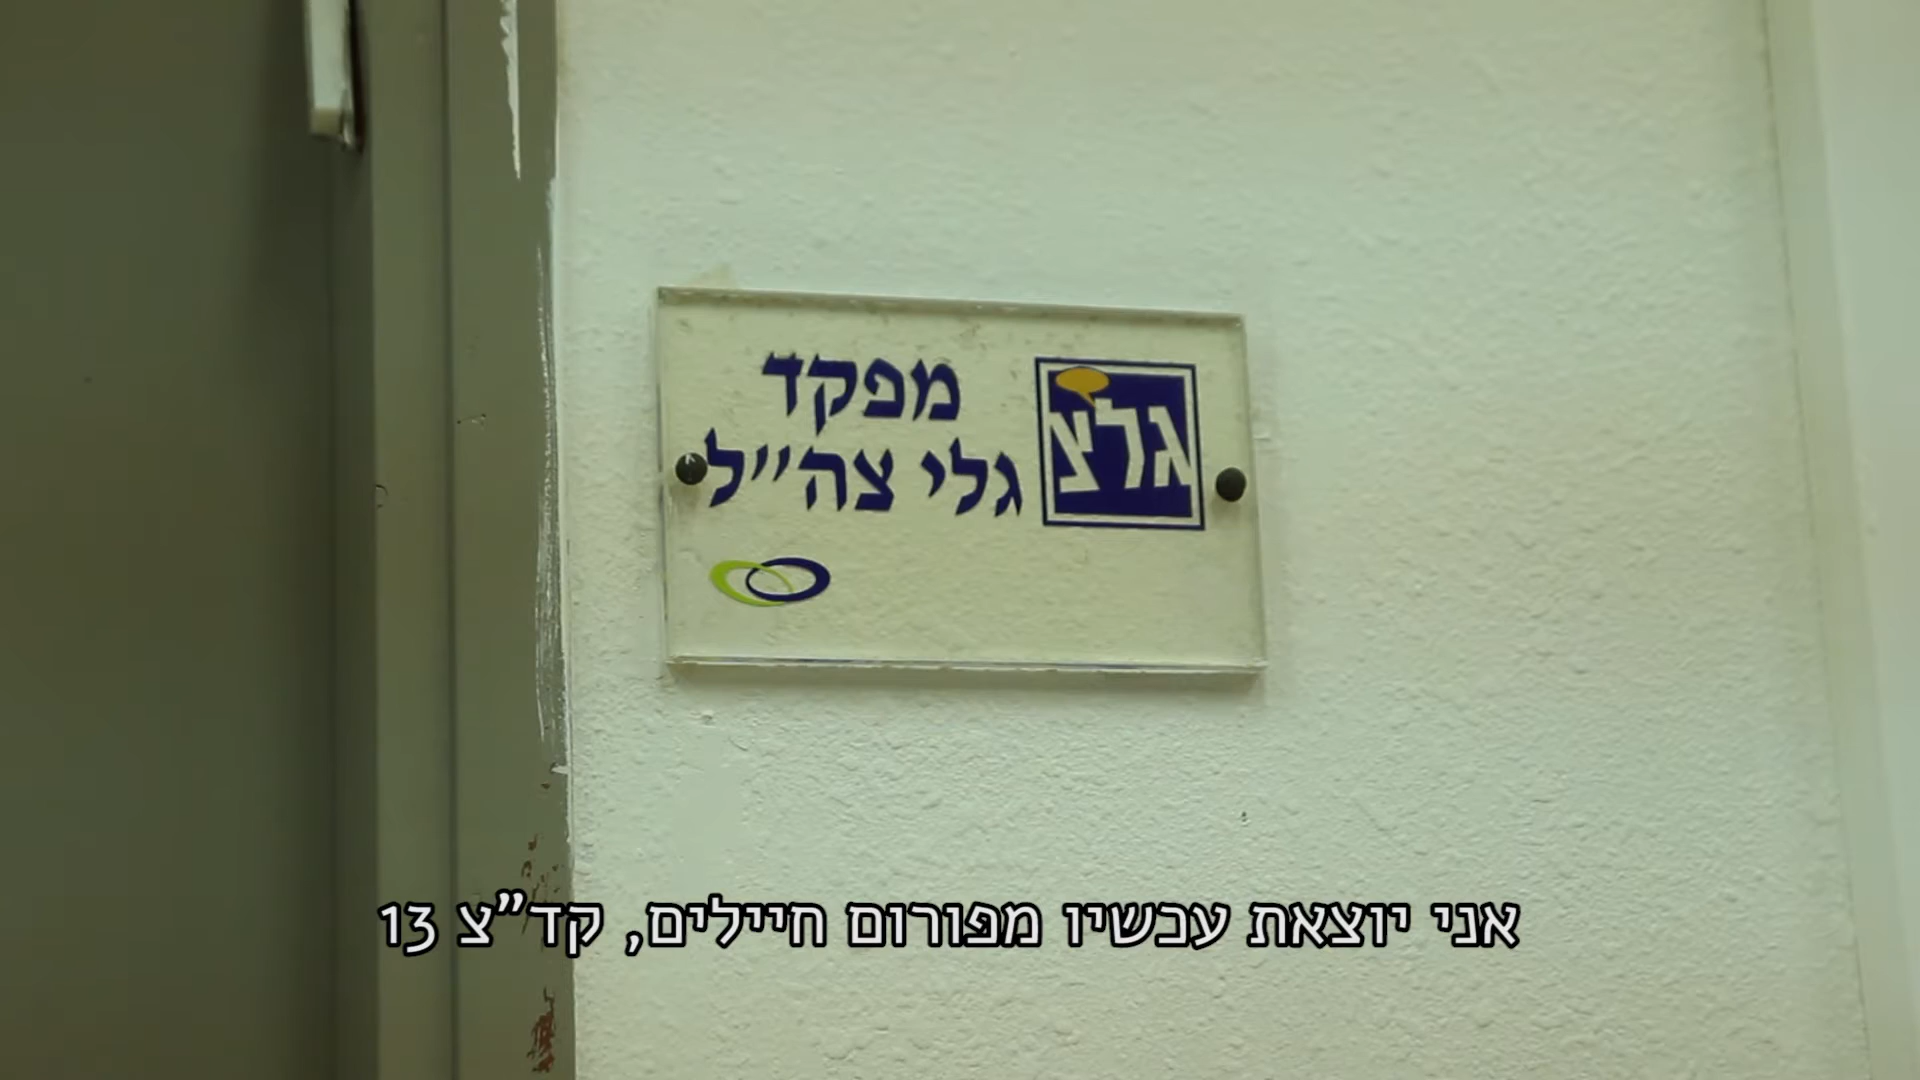 מפקד
גלי צה"ל
גלצ
אני יוצאת עכשיו מפורום חיילים, קד"צ 13